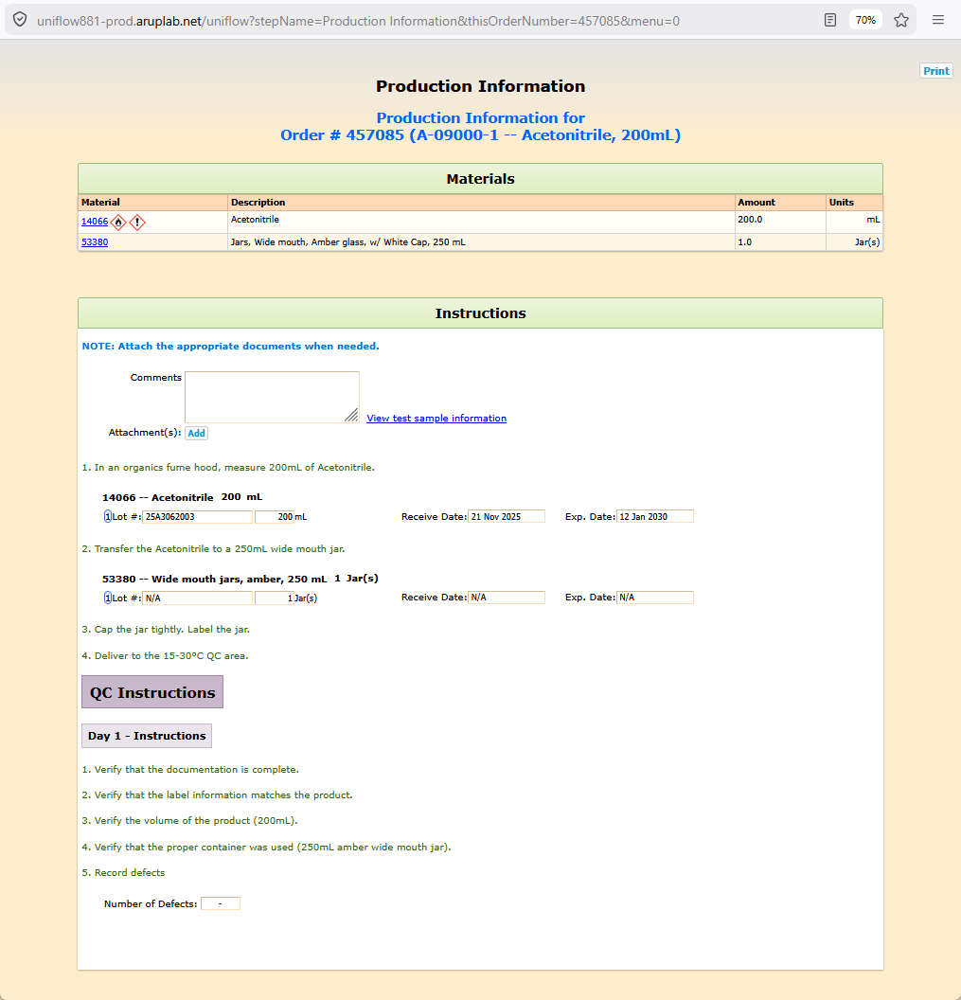 uniflow881-prod.aruplab.net/uniflow?stepName=Production Information&thisOrderNumber=457085&menu=0
70%
Print
Production Information
Production Information for
Order # 457085 (A-09000-1 -- Acetonitrile, 200mL)
Materials
Material Description Amount Units
14066 Acetonitrile 200.0 mL
53380 Jars, Wide mouth, Amber glass, w/ White Cap, 250 mL 1.0 Jar(s)
Instructions
NOTE: Attach the appropriate documents when needed.
Comments
View test sample information
Attachment(s): Add
1. In an organics fume hood, measure 200mL of Acetonitrile.
14066 -- Acetonitrile 200 mL
1 Lot #: 25A3062003 200 mL Receive Date: 21 Nov 2025 Exp. Date: 12 Jan 2030
2. Transfer the Acetonitrile to a 250mL wide mouth jar.
53380 -- Wide mouth jars, amber, 250 mL 1 Jar(s)
1 Lot #: N/A 1 Jar(s) Receive Date: N/A Exp. Date: N/A
3. Cap the jar tightly. Label the jar.
4. Deliver to the 15-30°C QC area.
QC Instructions
Day 1 - Instructions
1. Verify that the documentation is complete.
2. Verify that the label information matches the product.
3. Verify the volume of the product (200mL).
4. Verify that the proper container was used (250mL amber wide mouth jar).
5. Record defects
Number of Defects: -